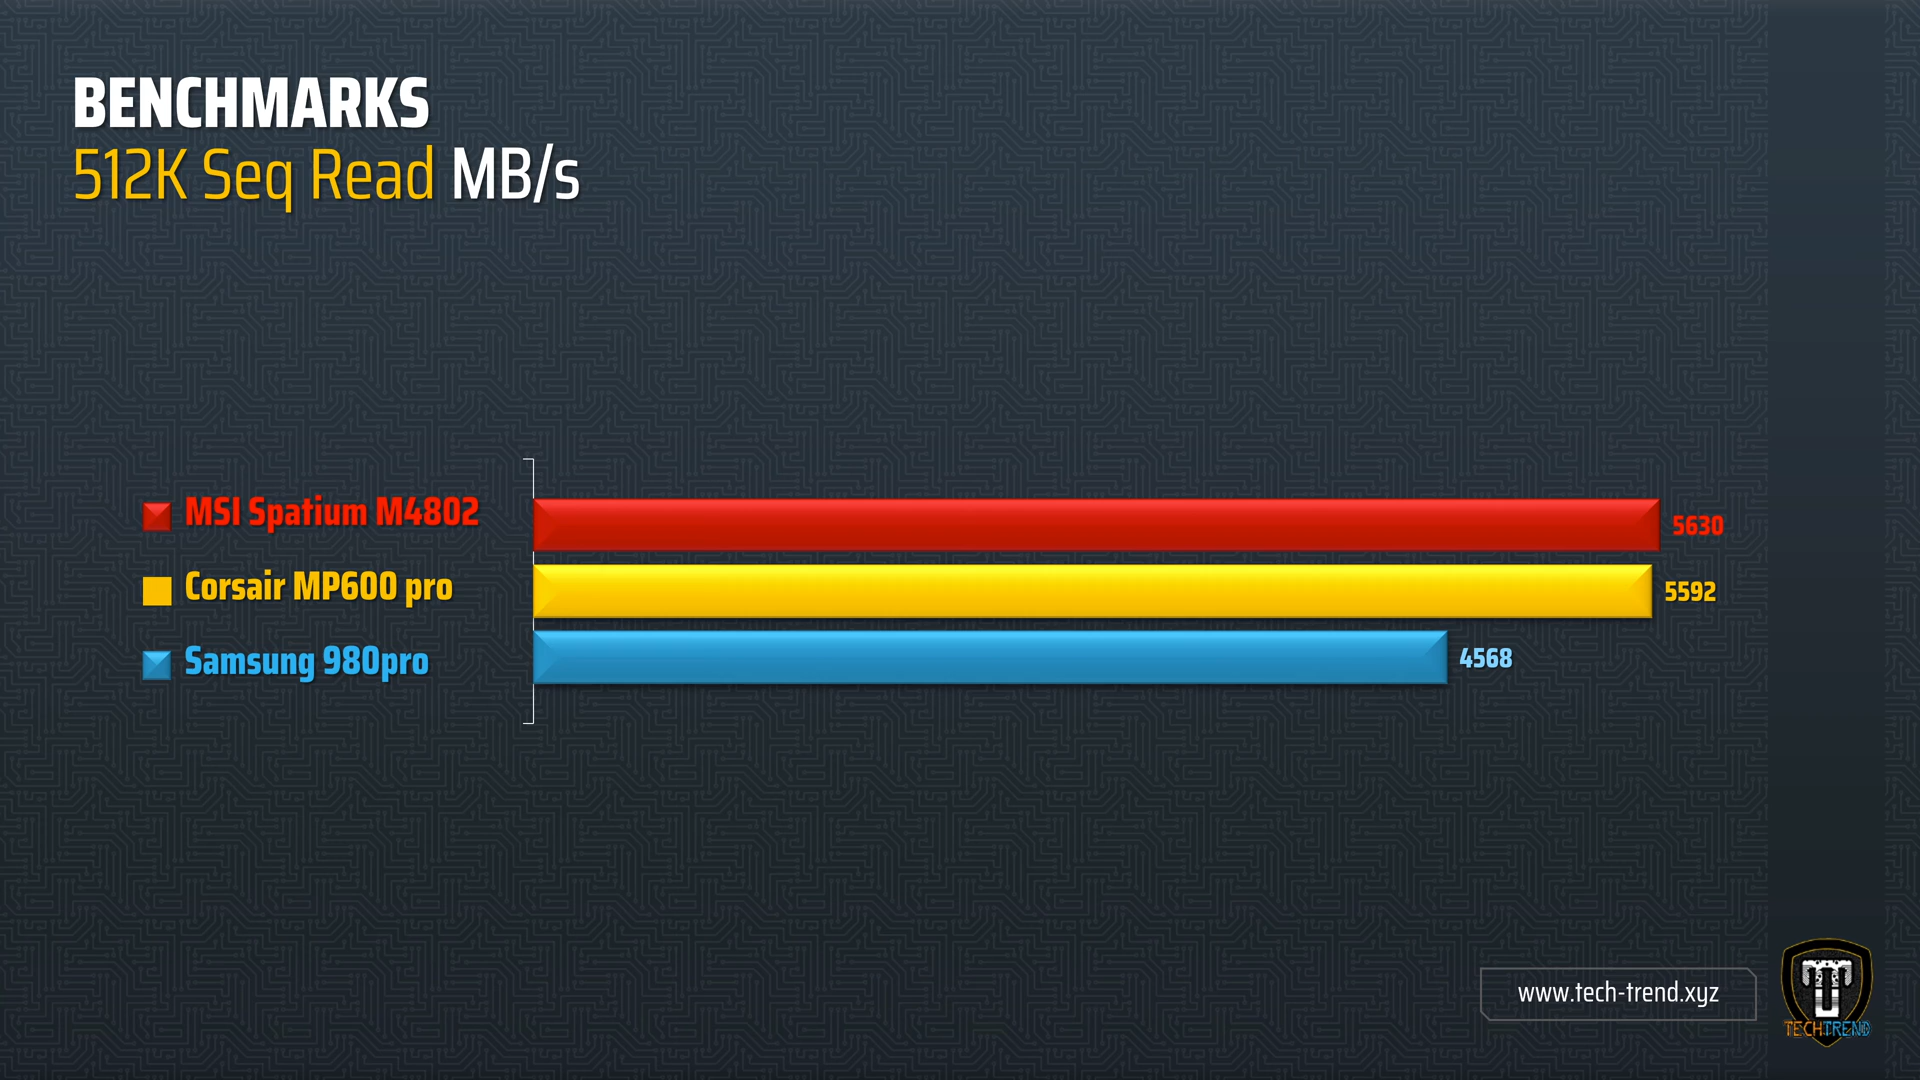 BENCHMARKS
512K Seq Read MB/s
MSI Spatium M4802
5630
Corsair MP600 pro
5592
Samsung 980pro
4568
www.tech-trend.xyz
TECHTREND